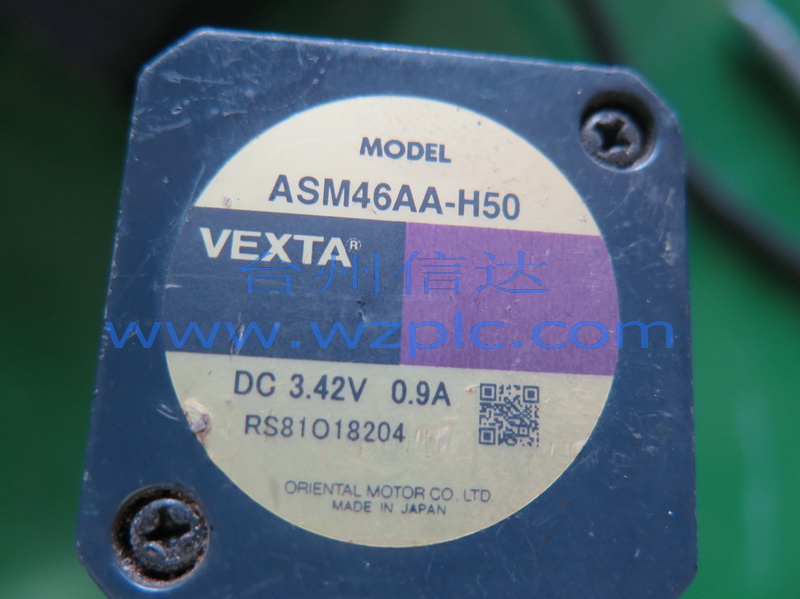 MODEL
ASM46AA-H50
VEXTA®
台州信达
www.wzplc.com
DC 3.42V 0.9A
RS81O18204
ORIENTAL MOTOR CO. LTD.
MADE IN JAPAN